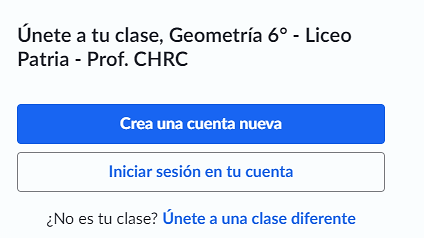 Únete a tu clase, Geometría 6° - Liceo
Patria - Prof. CHRC
Crea una cuenta nueva
Iniciar sesión en tu cuenta
¿No es tu clase? Únete a una clase diferente